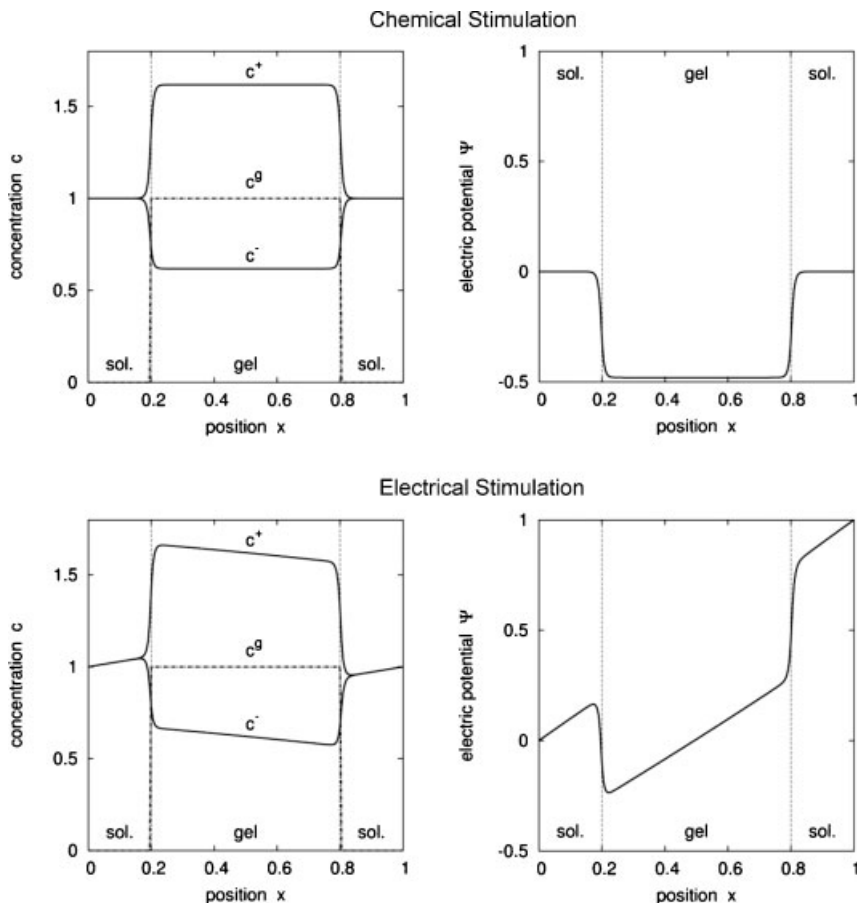 Chemical Stimulation
concentration c
1.5
1
0.5
0
c+
cg
c-
sol. gel sol.
0 0.2 0.4 0.6 0.8 1
position x
electric potential Ψ
1
0.5
0
-0.5
sol. gel sol.
0 0.2 0.4 0.6 0.8 1
position x
Electrical Stimulation
concentration c
1.5
1
0.5
0
c+
cg
c-
sol. gel sol.
0 0.2 0.4 0.6 0.8 1
position x
electric potential Ψ
1
0.5
0
-0.5
sol. gel sol.
0 0.2 0.4 0.6 0.8 1
position x